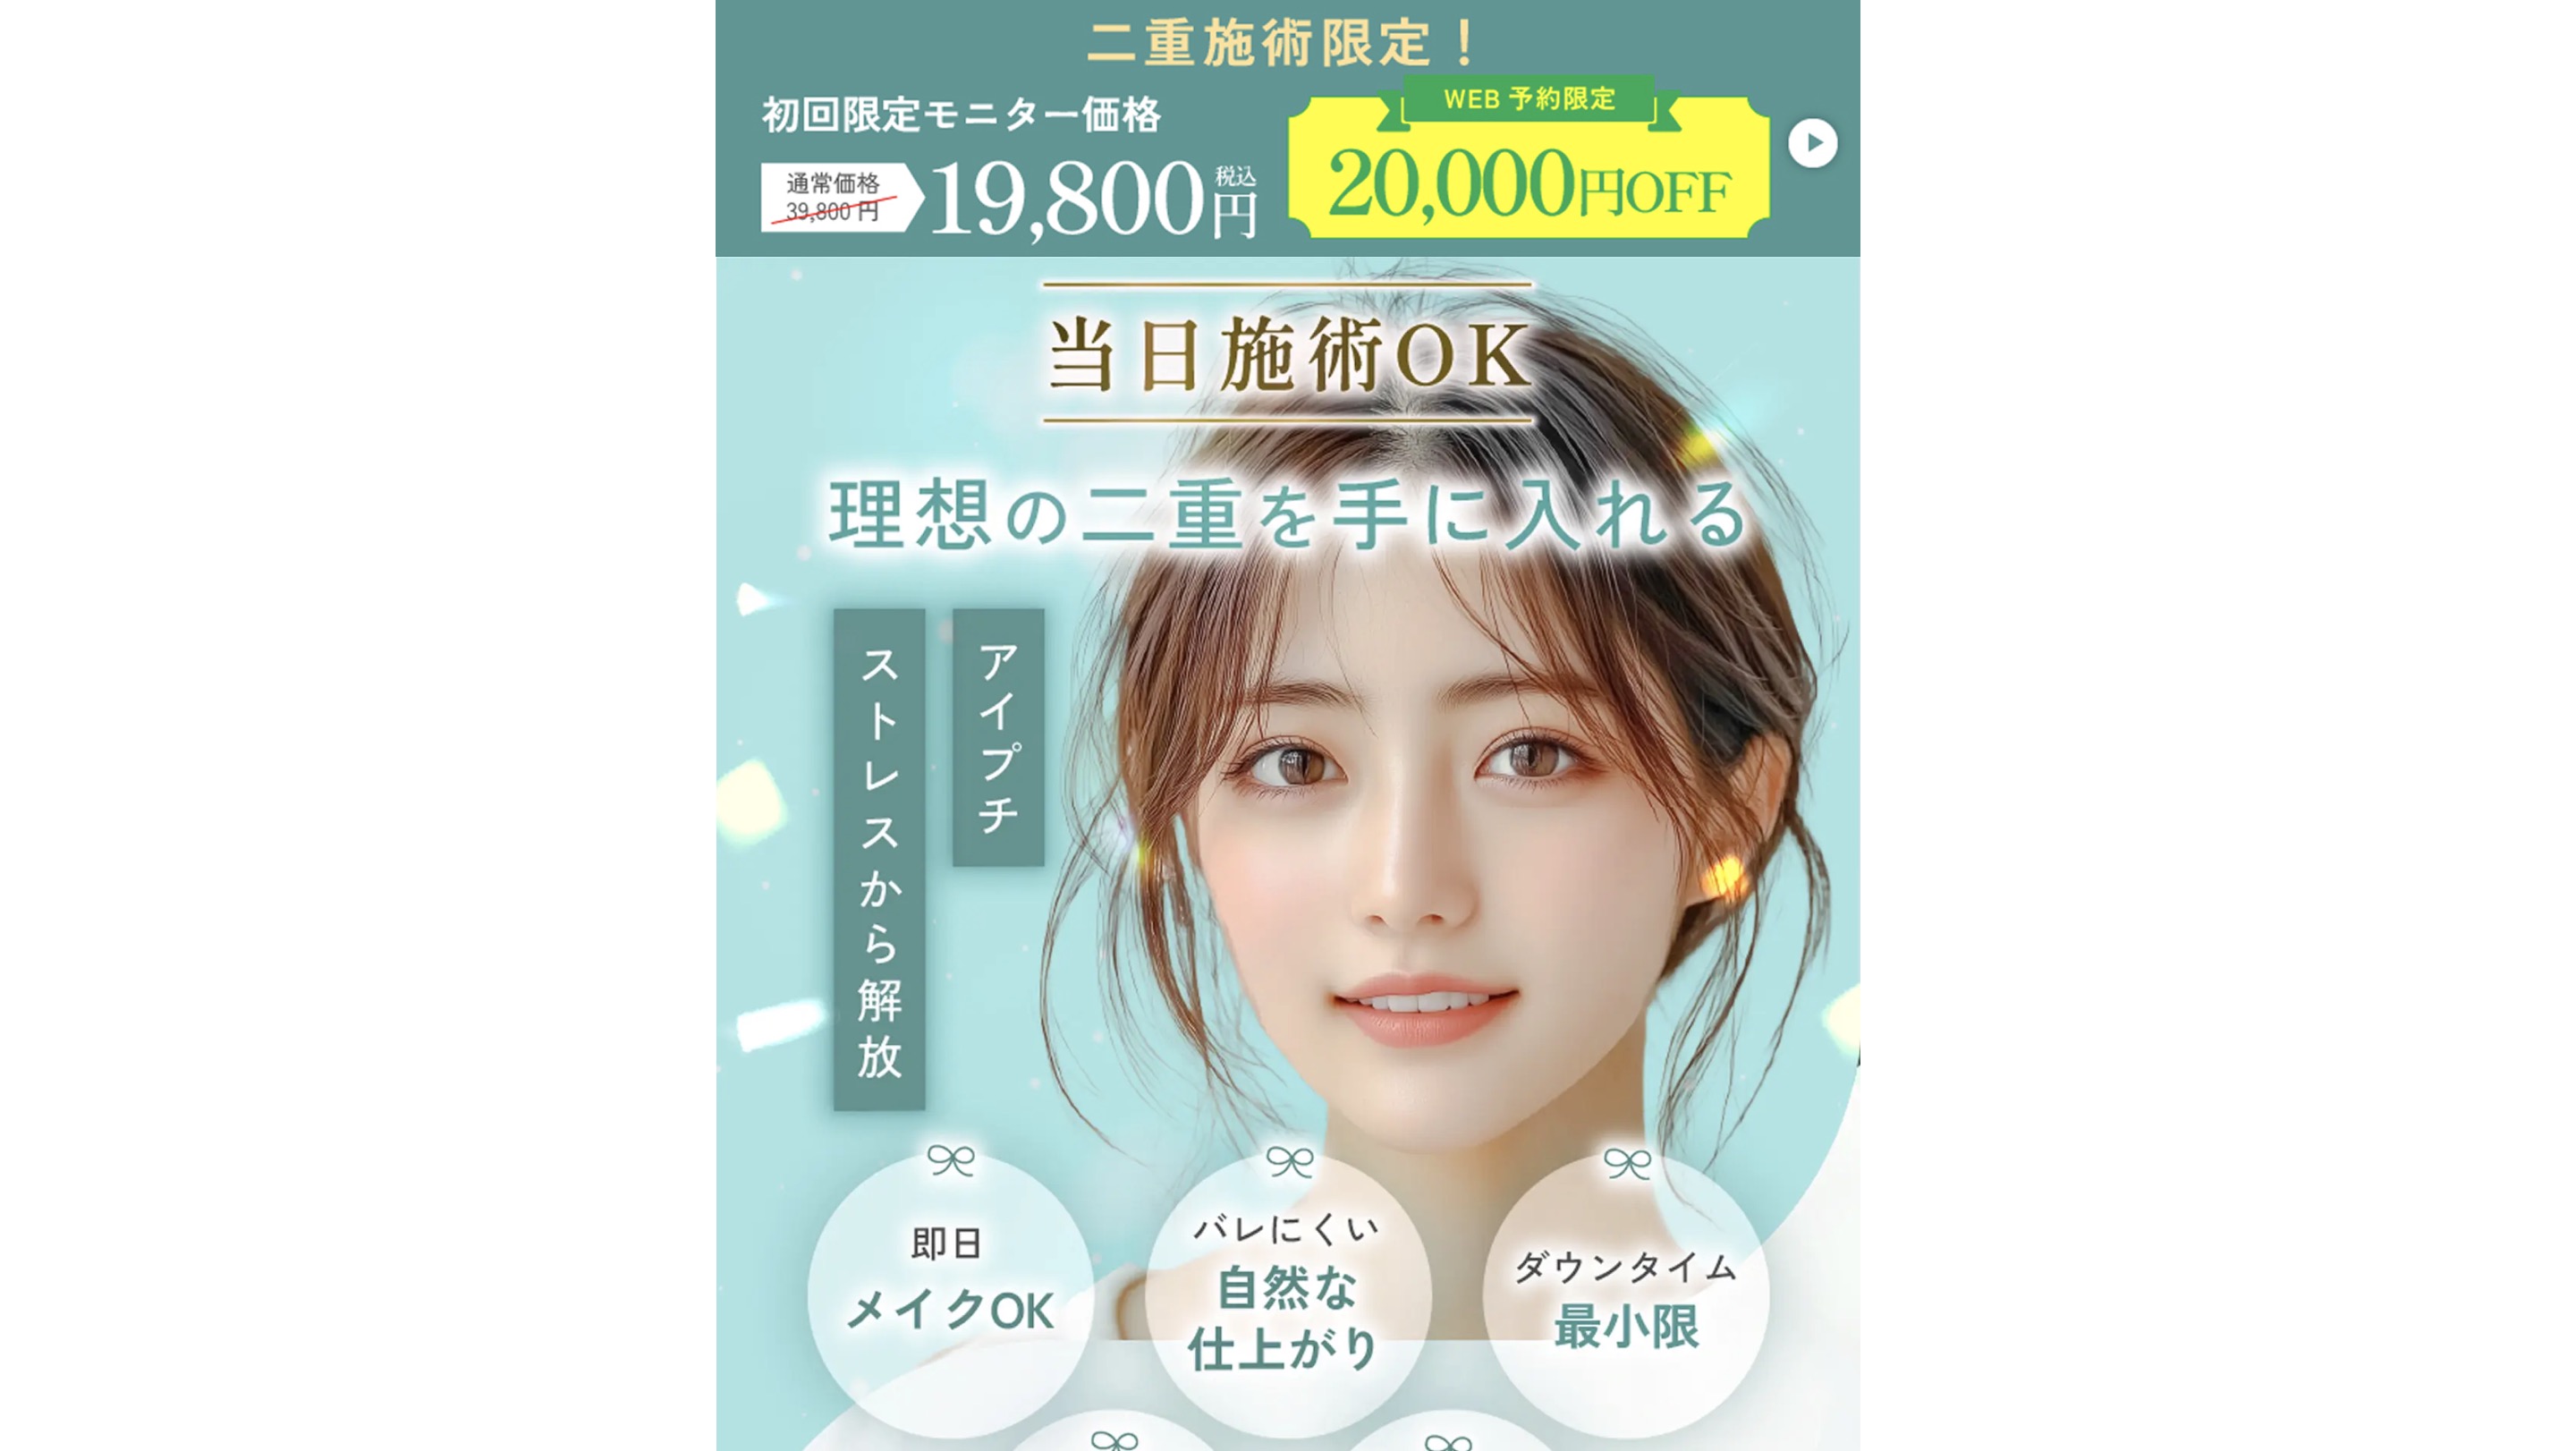 二重施術限定！
初回限定モニター価格
通常価格
39,800円
19,800円
税込
WEB予約限定
20,000円OFF
当日施術OK
理想の二重を手に入れる
アイプチ
ストレスから解放
即日
メイクOK
バレにくい
自然な
仕上がり
ダウンタイム
最小限